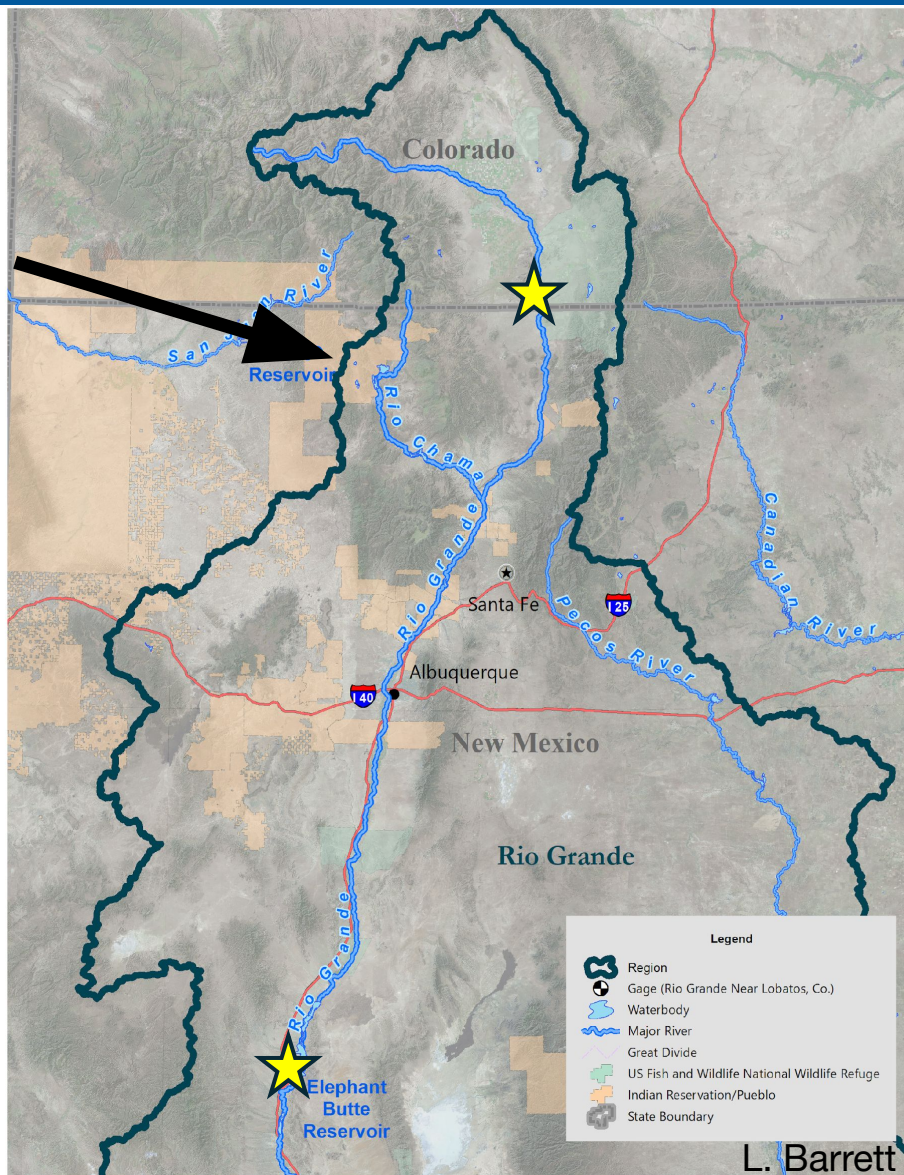 Colorado
San Juan River
Reservoir
Rio Chama
Rio Grande
Canadian River
Santa Fe
I 25
Pecos River
Albuquerque
I 40
New Mexico
Rio Grande
Rio Grande
Elephant
Butte
Reservoir
Legend
Region
Gage (Rio Grande Near Lobatos, Co.)
Waterbody
Major River
Great Divide
US Fish and Wildlife National Wildlife Refuge
Indian Reservation/Pueblo
State Boundary
L. Barrett